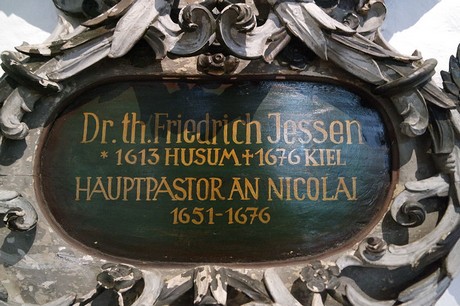 Dr. th. Friedrich Jessen
* 1613 HUSUM † 1676 KIEL
HAUPTPASTOR AN NICOLAI
1651-1676